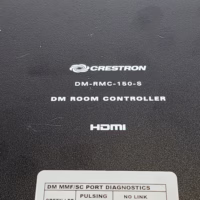 CRESTRON
DM-RMC-150-S
DM ROOM CONTROLLER
HDMI
DM MMF/SC PORT DIAGNOSTICS
PULSING NO LINK